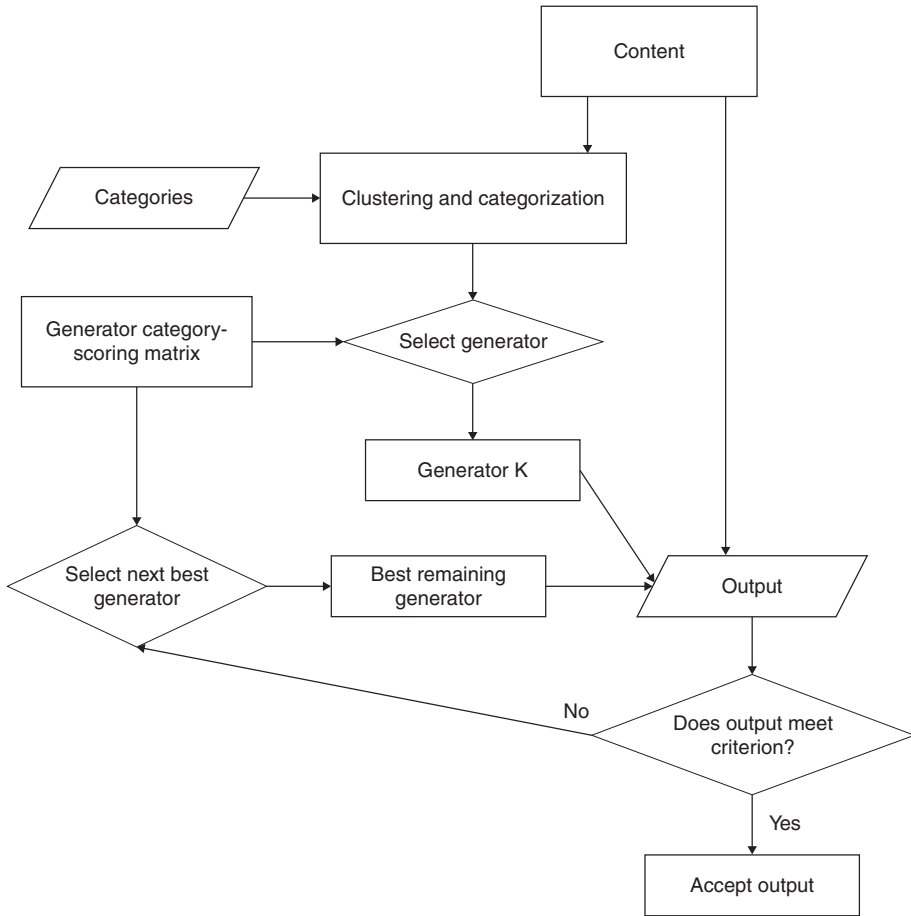 Content
Categories
Clustering and categorization
Generator category-
scoring matrix
Select generator
Generator K
Select next best
generator
Best remaining
generator
Output
No
Does output meet
criterion?
Yes
Accept output